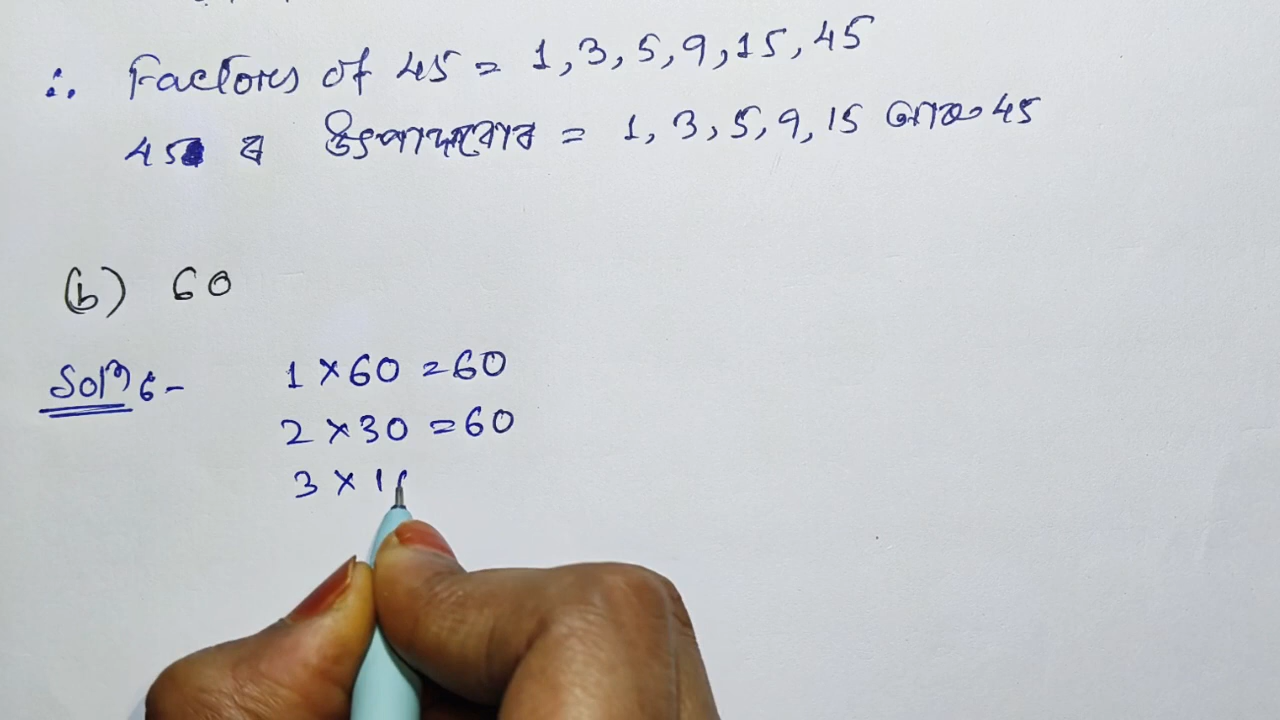 ∴ Factors of 45 = 1, 3, 5, 9, 15, 45
45 ৰ উৎপাদকবোৰ = 1, 3, 5, 9, 15 আৰু 45
(b) 60
Solⁿ :-
1 × 60 = 60
2 × 30 = 60
3 × 1